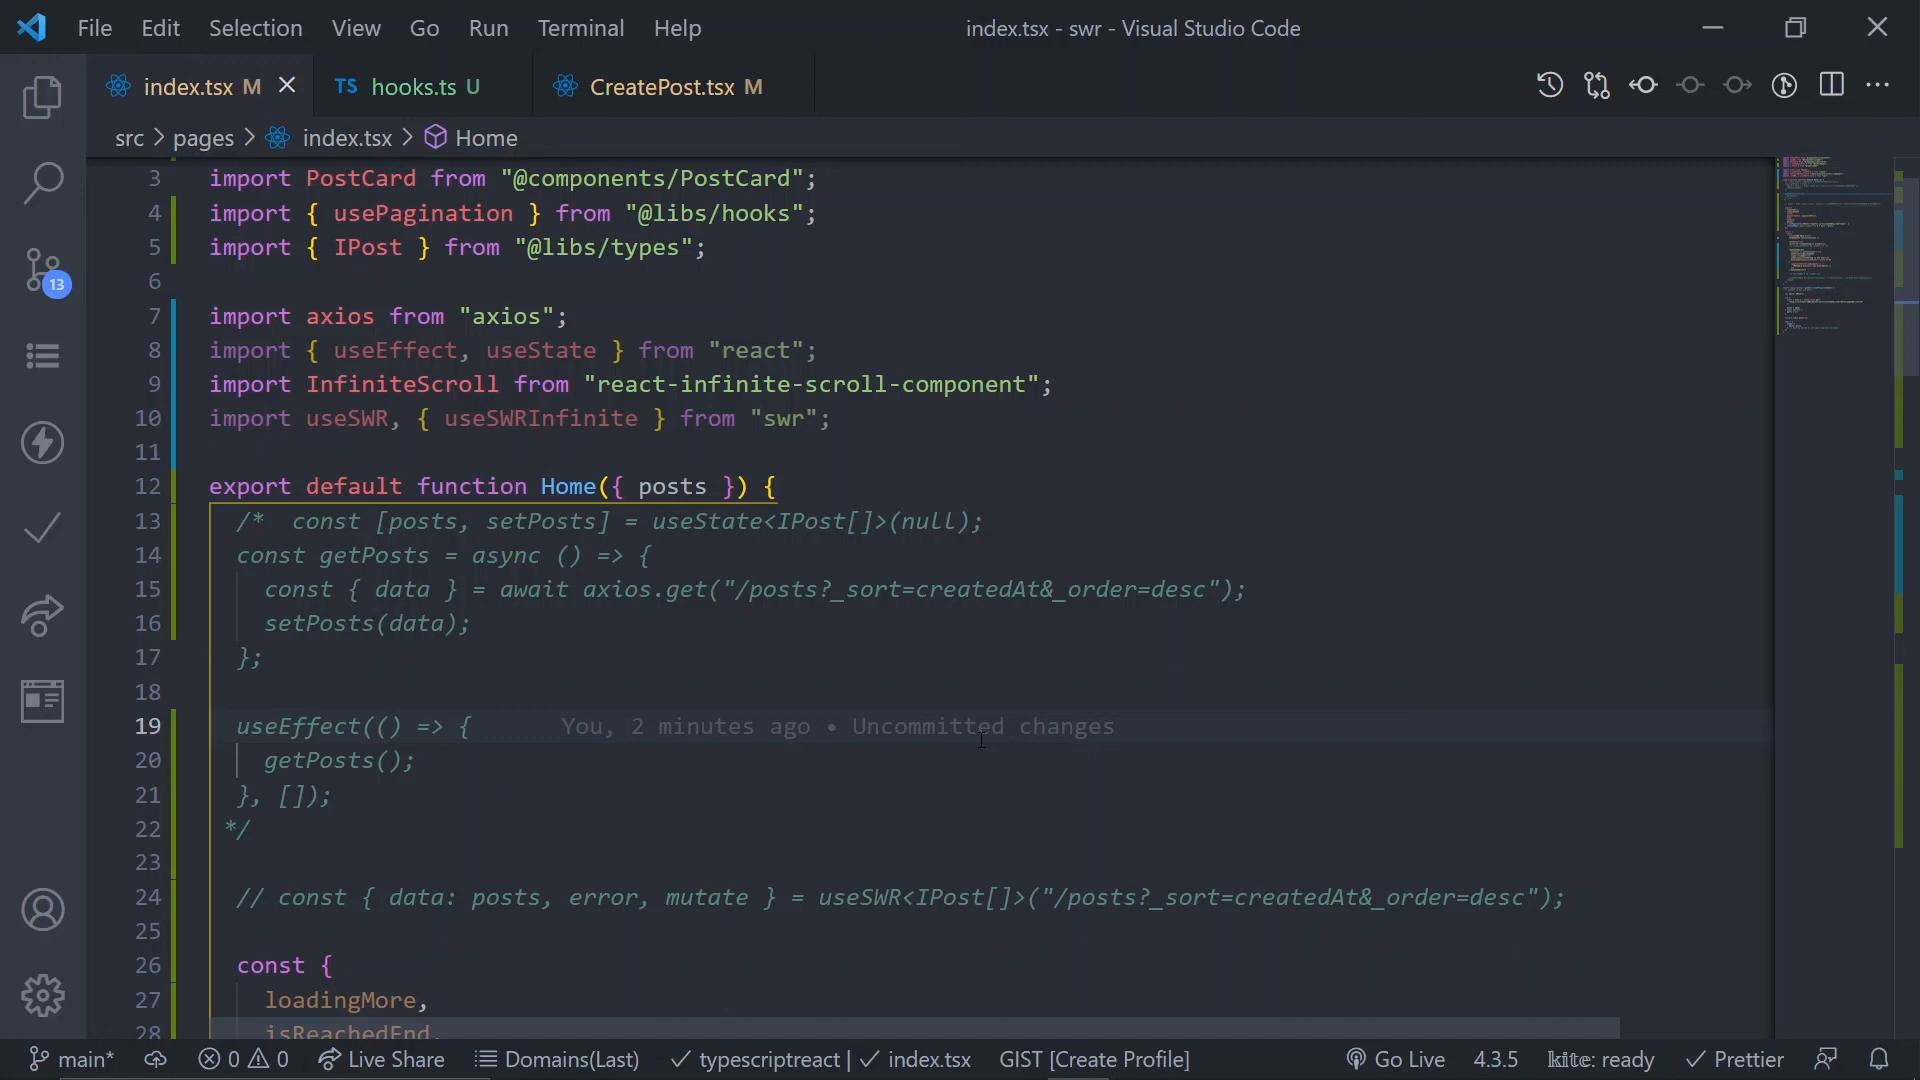 File Edit Selection View Go Run Terminal Help index.tsx - swr - Visual Studio Code
index.tsx M TS hooks.ts U CreatePost.tsx M
src > pages > index.tsx > Home
3 import PostCard from "@components/PostCard";
4 import { usePagination } from "@libs/hooks";
5 import { IPost } from "@libs/types";
6
7 import axios from "axios";
8 import { useEffect, useState } from "react";
9 import InfiniteScroll from "react-infinite-scroll-component";
10 import useSWR, { useSWRInfinite } from "swr";
11
12 export default function Home({ posts }) {
13 /*  const [posts, setPosts] = useState<IPost[]>(null);
14 const getPosts = async () => {
15 const { data } = await axios.get("/posts?_sort=createdAt&_order=desc");
16 setPosts(data);
17 };
18
19 useEffect(() => { You, 2 minutes ago • Uncommitted changes
20 getPosts();
21 }, []);
22 */
23
24 // const { data: posts, error, mutate } = useSWR<IPost[]>("/posts?_sort=createdAt&_order=desc");
25
26 const {
27 loadingMore,
28 isReachedEnd,
13
main* 0 0 Live Share Domains(Last) typescriptreact | index.tsx GIST [Create Profile] Go Live 4.3.5 kite: ready Prettier